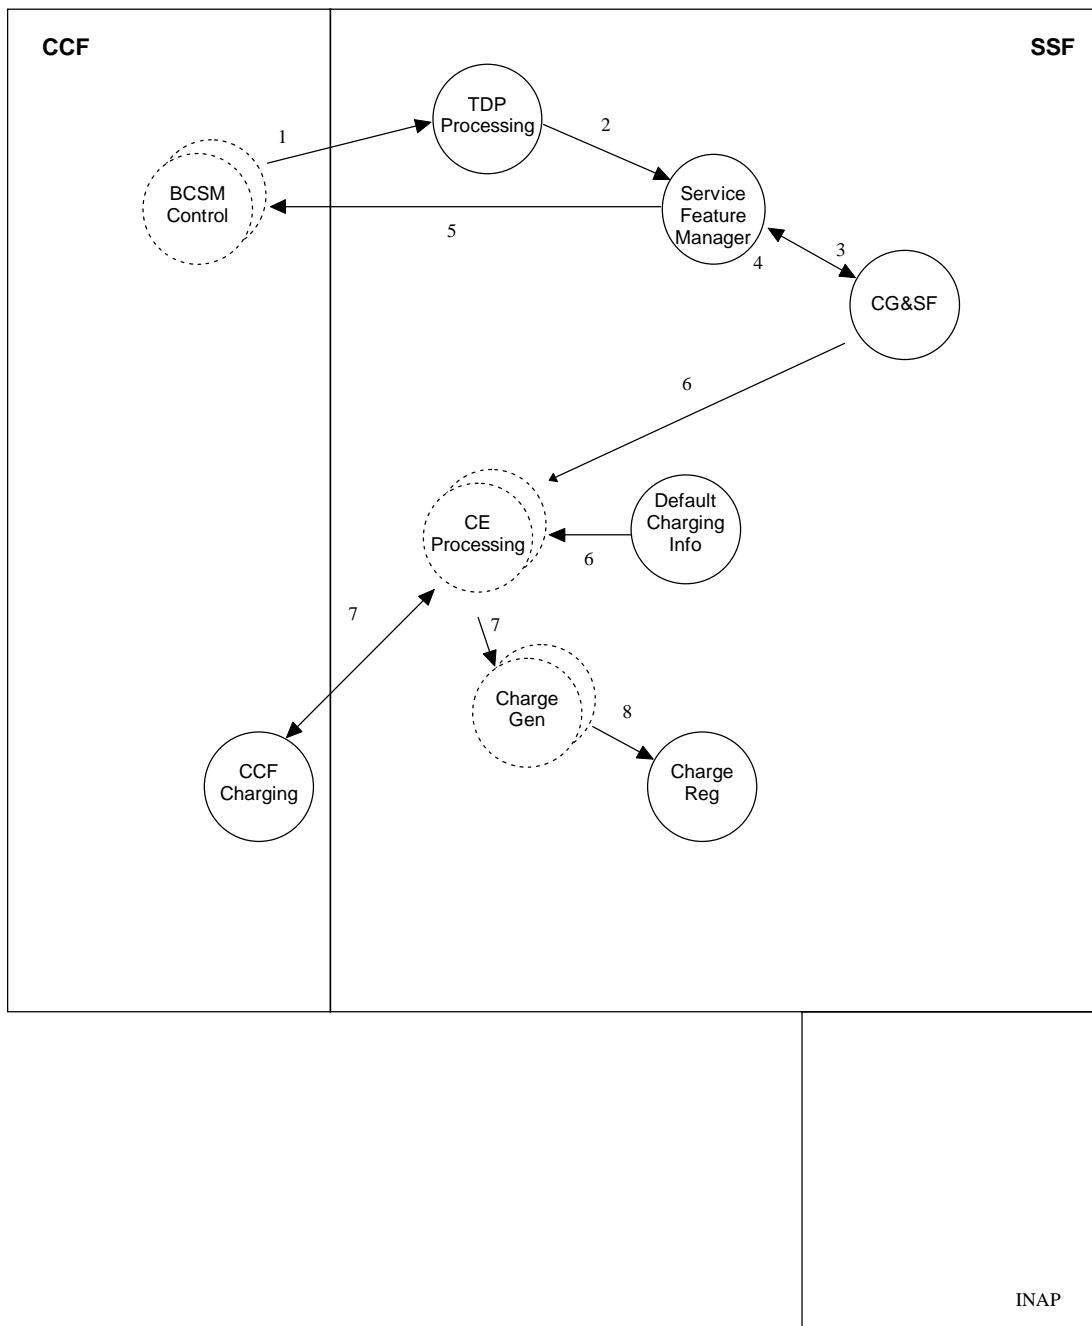 CCF
SSF
TDP
Processing
1
2
BCSM
Control
Service
Feature
Manager
5
4
3
CG&SF
6
CE
Processing
Default
Charging
Info
6
7
7
Charge
Gen
8
CCF
Charging
Charge
Reg
INAP